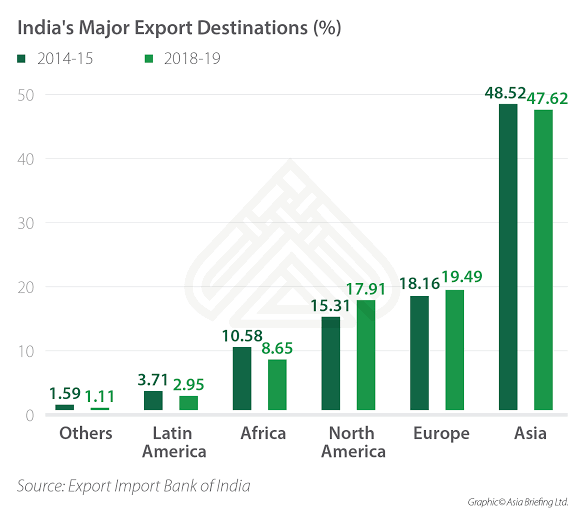 India's Major Export Destinations (%)
2014-15 2018-19
50
40
30
20
10
0
1.59 1.11
3.71 2.95
10.58 8.65
15.31 17.91
18.16 19.49
48.52 47.62
Others
Latin
America
Africa
North
America
Europe
Asia
Source: Export Import Bank of India
Graphic© Asia Briefing Ltd.